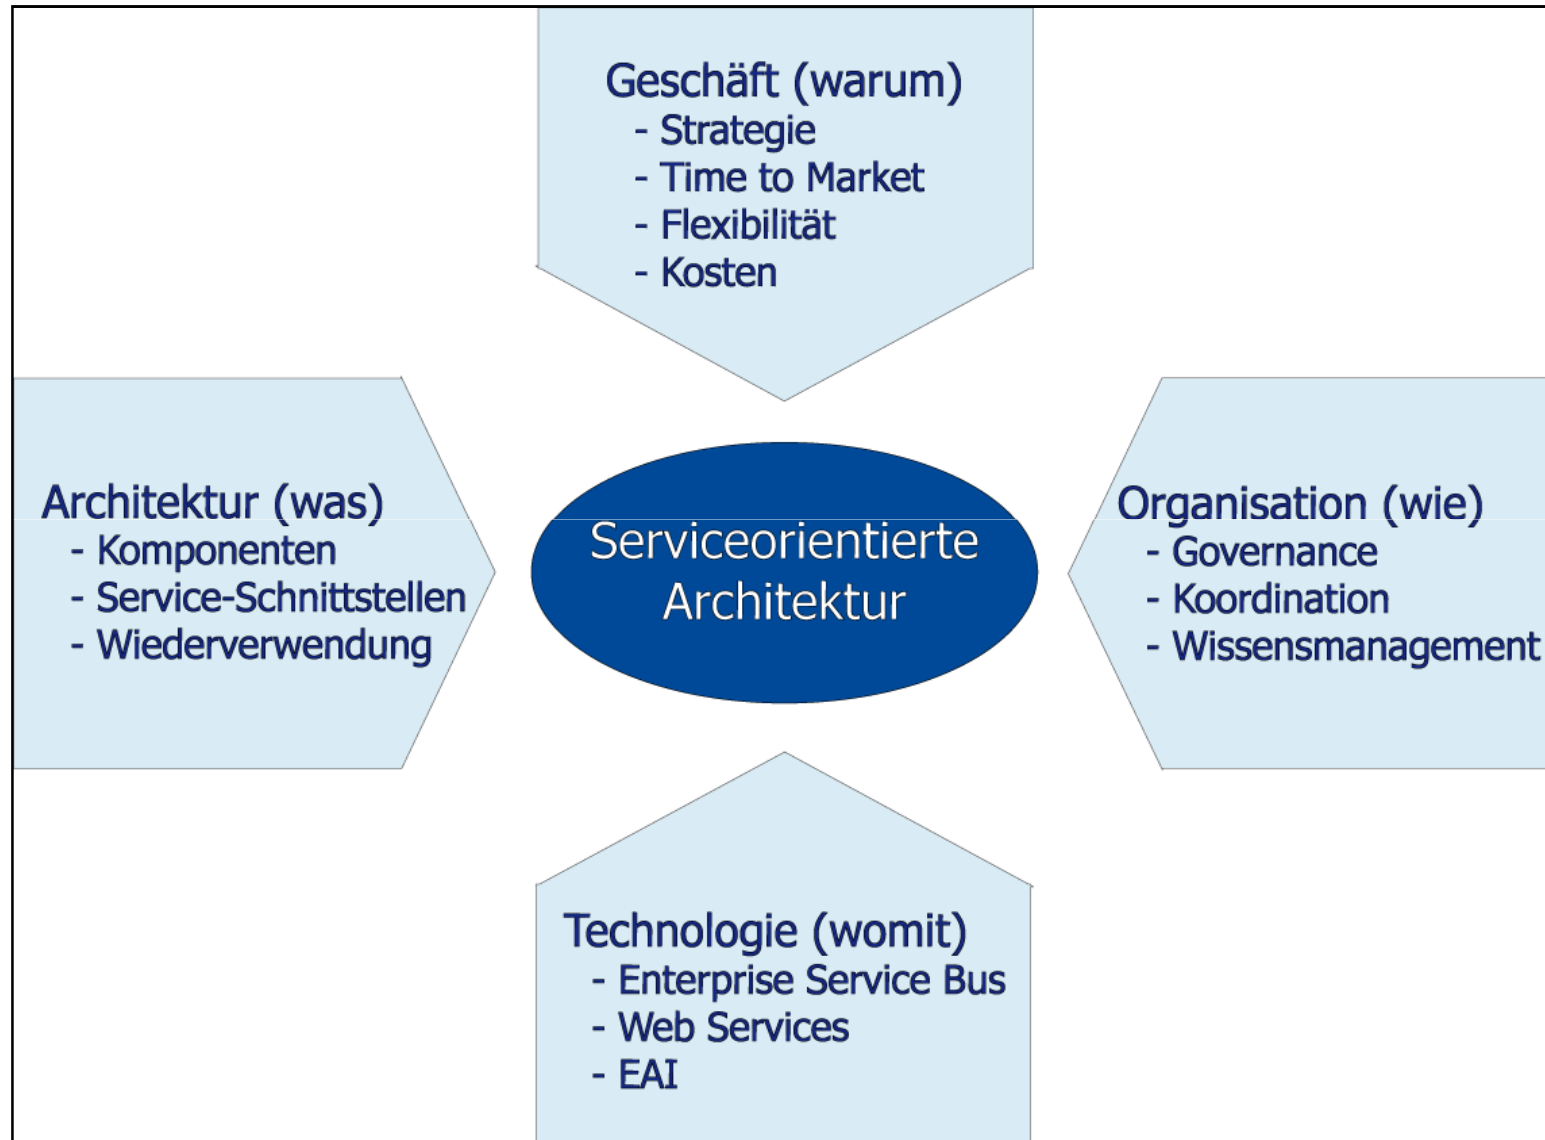 Geschäft (warum)
- Strategie
- Time to Market
- Flexibilität
- Kosten
Architektur (was)
- Komponenten
- Service-Schnittstellen
- Wiederverwendung
Serviceorientierte
Architektur
Organisation (wie)
- Governance
- Koordination
- Wissensmanagement
Technologie (womit)
- Enterprise Service Bus
- Web Services
- EAI